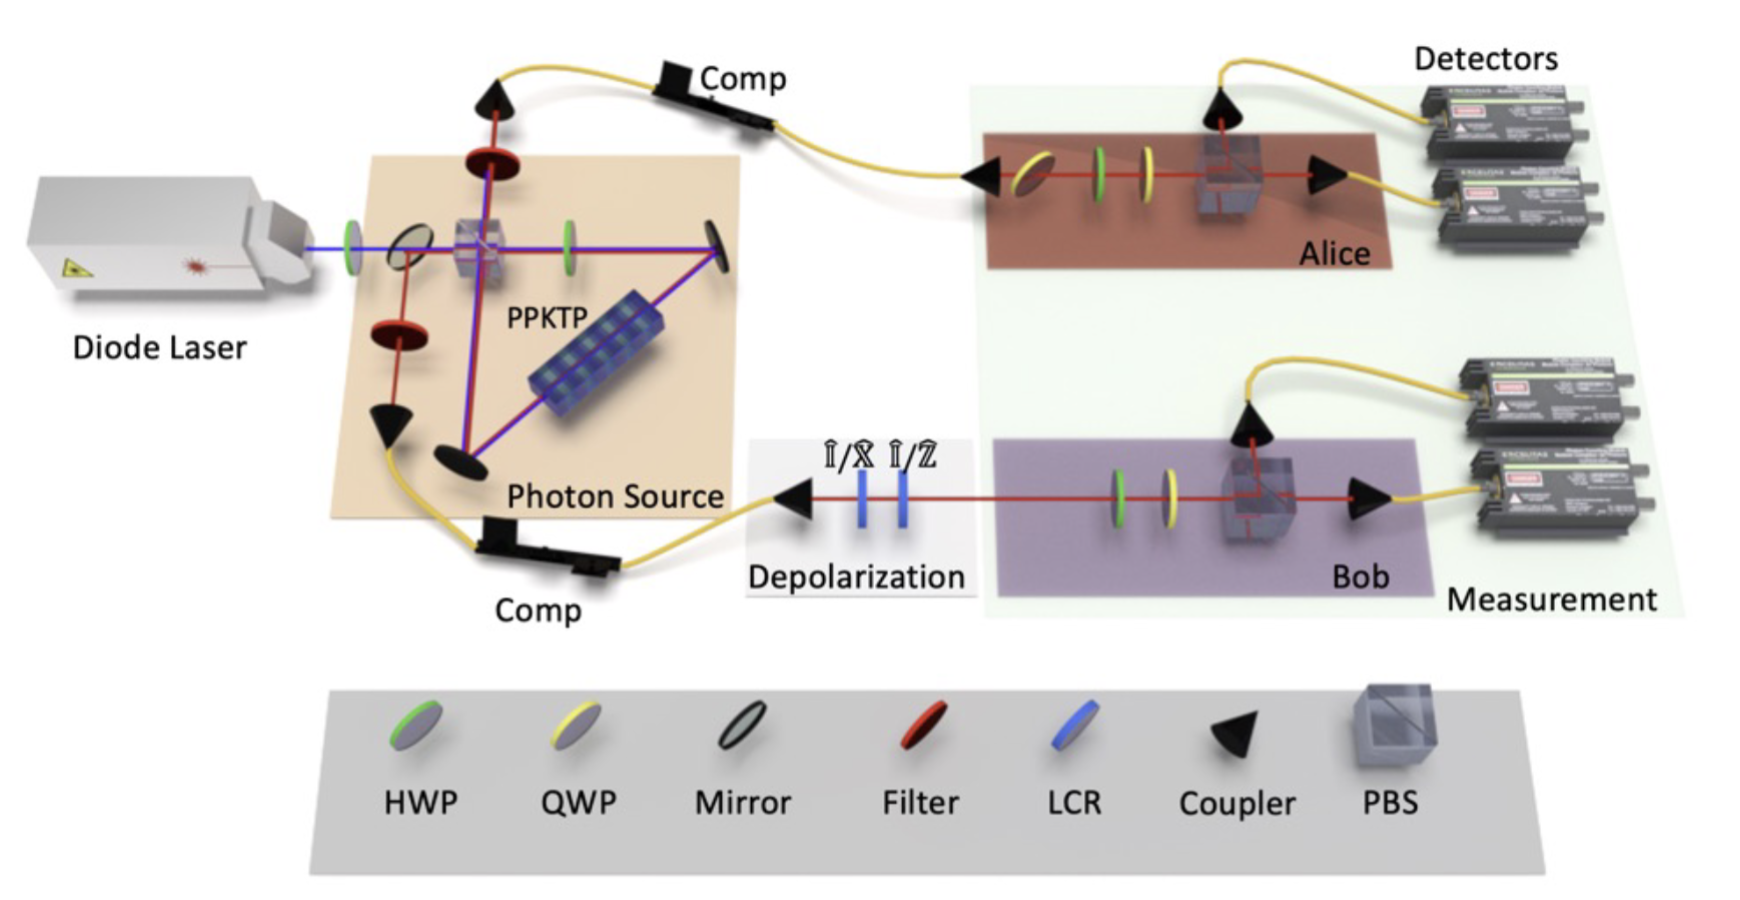 Detectors
Comp
Alice
PPKTP
Diode Laser
Î/X̂ Î/Ẑ
Photon Source
Depolarization
Bob
Measurement
Comp
HWP
QWP
Mirror
Filter
LCR
Coupler
PBS